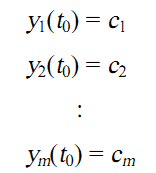 y₁(t₀) = c₁
y₂(t₀) = c₂
:
yₘ(t₀) = cₘ